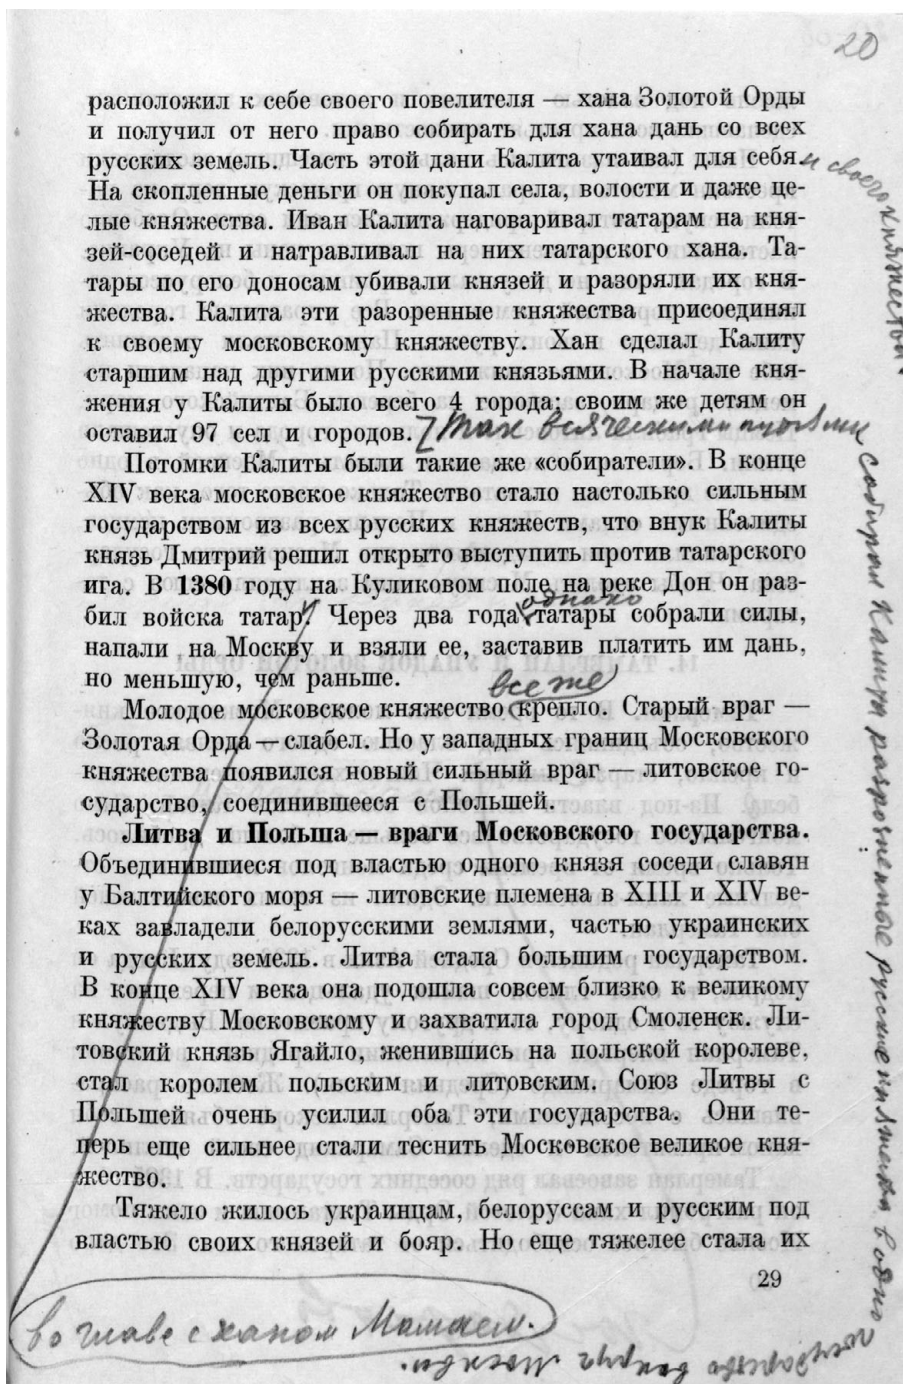 20
расположил к себе своего повелителя — хана Золотой Орды
и получил от него право собирать для хана дань со всех
русских земель. Часть этой дани Калита утаивал для себя.
и своего княжества.
На скопленные деньги он покупал села, волости и даже це-
лые княжества. Иван Калита наговаривал татарам на кня-
зей-соседей и натравливал на них татарского хана. Та-
тары по его доносам убивали князей и разоряли их кня-
жества. Калита эти разоренные княжества присоединял
к своему московскому княжеству. Хан сделал Калиту
старшим над другими русскими князьями. В начале кня-
жения у Калиты было всего 4 города; своим же детям он
оставил 97 сел и городов.
Так всяческими путями
собирал Калита разрозненные русские княжества в одно
государство вокруг Москвы.
Потомки Калиты были такие же «собиратели». В конце
XIV века московское княжество стало настолько сильным
государством из всех русских княжеств, что внук Калиты
князь Дмитрий решил открыто выступить против татарского
ига. В 1380 году на Куликовом поле на реке Дон он раз-
однако
бил войска татар. Через два года татары собрали силы,
напали на Москву и взяли ее, заставив платить им дань,
но меньшую, чем раньше.
все же
Молодое московское княжество крепло. Старый враг —
Золотая Орда — слабел. Но у западных границ Московского
княжества появился новый сильный враг — литовское го-
сударство, соединившееся с Польшей.
Литва и Польша — враги Московского государства.
Объединившиеся под властью одного князя соседи славян
у Балтийского моря — литовские племена в XIII и XIV ве-
ках завладели белорусскими землями, частью украинских
и русских земель. Литва стала большим государством.
В конце XIV века она подошла совсем близко к великому
княжеству Московскому и захватила город Смоленск. Ли-
товский князь Ягайло, женившись на польской королеве,
стал королем польским и литовским. Союз Литвы с
Польшей очень усилил оба эти государства. Они те-
перь еще сильнее стали теснить Московское великое кня-
жество.
Тяжело жилось украинцам, белоруссам и русским под
властью своих князей и бояр. Но еще тяжелее стала их
29
во главе с ханом Мамаем.